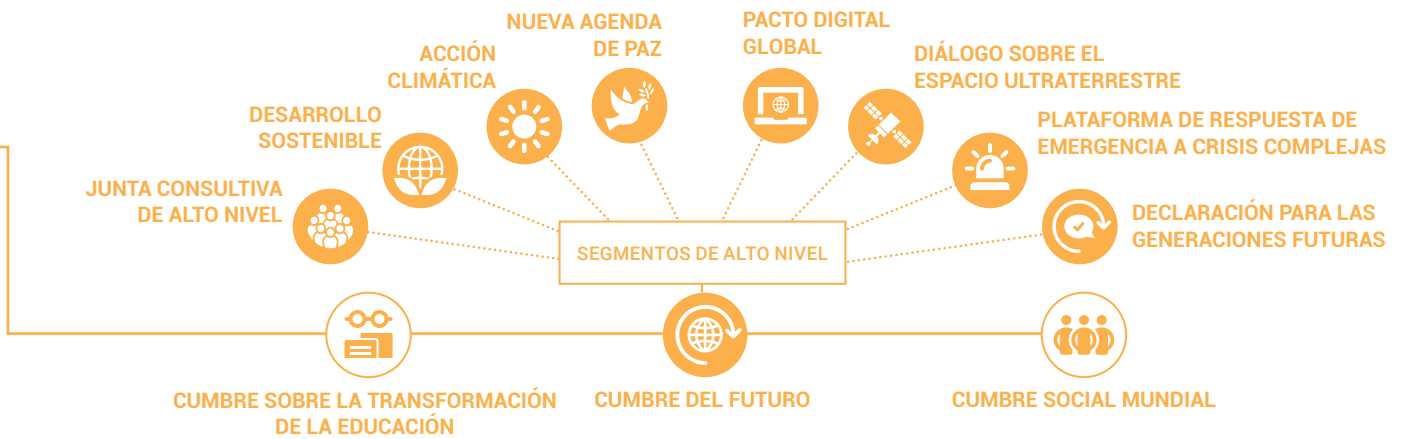 NUEVA AGENDA
DE PAZ
PACTO DIGITAL
GLOBAL
ACCIÓN
CLIMÁTICA
DIÁLOGO SOBRE EL
ESPACIO ULTRATERRESTRE
DESARROLLO
SOSTENIBLE
PLATAFORMA DE RESPUESTA DE
EMERGENCIA A CRISIS COMPLEJAS
JUNTA CONSULTIVA
DE ALTO NIVEL
DECLARACIÓN PARA LAS
GENERACIONES FUTURAS
SEGMENTOS DE ALTO NIVEL
CUMBRE SOBRE LA TRANSFORMACIÓN
DE LA EDUCACIÓN
CUMBRE DEL FUTURO
CUMBRE SOCIAL MUNDIAL